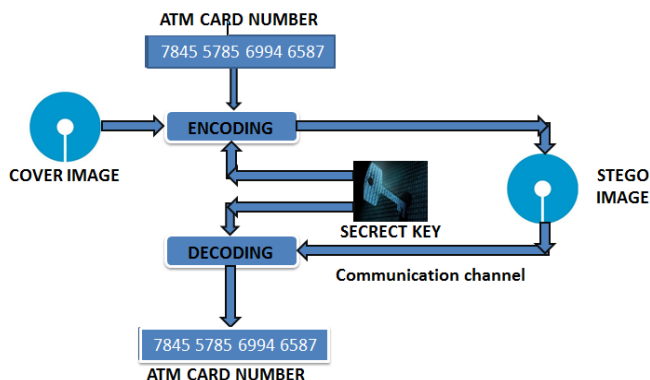 ATM CARD NUMBER
7845 5785 6994 6587
ENCODING
COVER IMAGE
STEGO
IMAGE
SECRECT KEY
DECODING
Communication channel
7845 5785 6994 6587
ATM CARD NUMBER